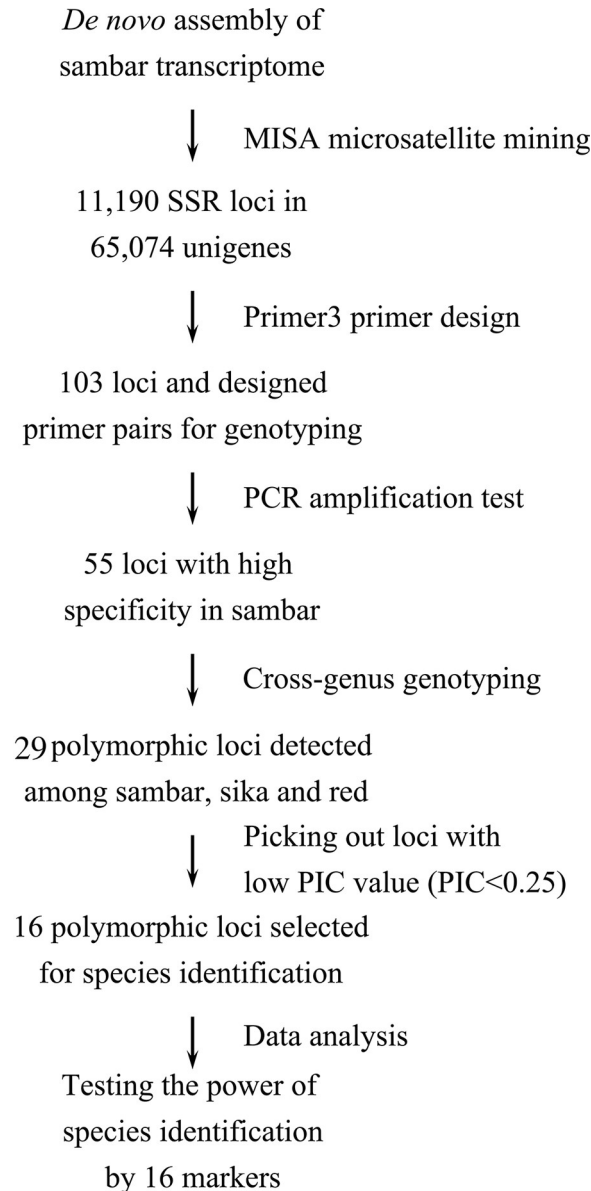 De novo assembly of
sambar transcriptome
MISA microsatellite mining
11,190 SSR loci in
65,074 unigenes
Primer3 primer design
103 loci and designed
primer pairs for genotyping
PCR amplification test
55 loci with high
specificity in sambar
Cross-genus genotyping
29 polymorphic loci detected
among sambar, sika and red
Picking out loci with
low PIC value (PIC<0.25)
16 polymorphic loci selected
for species identification
Data analysis
Testing the power of
species identification
by 16 markers